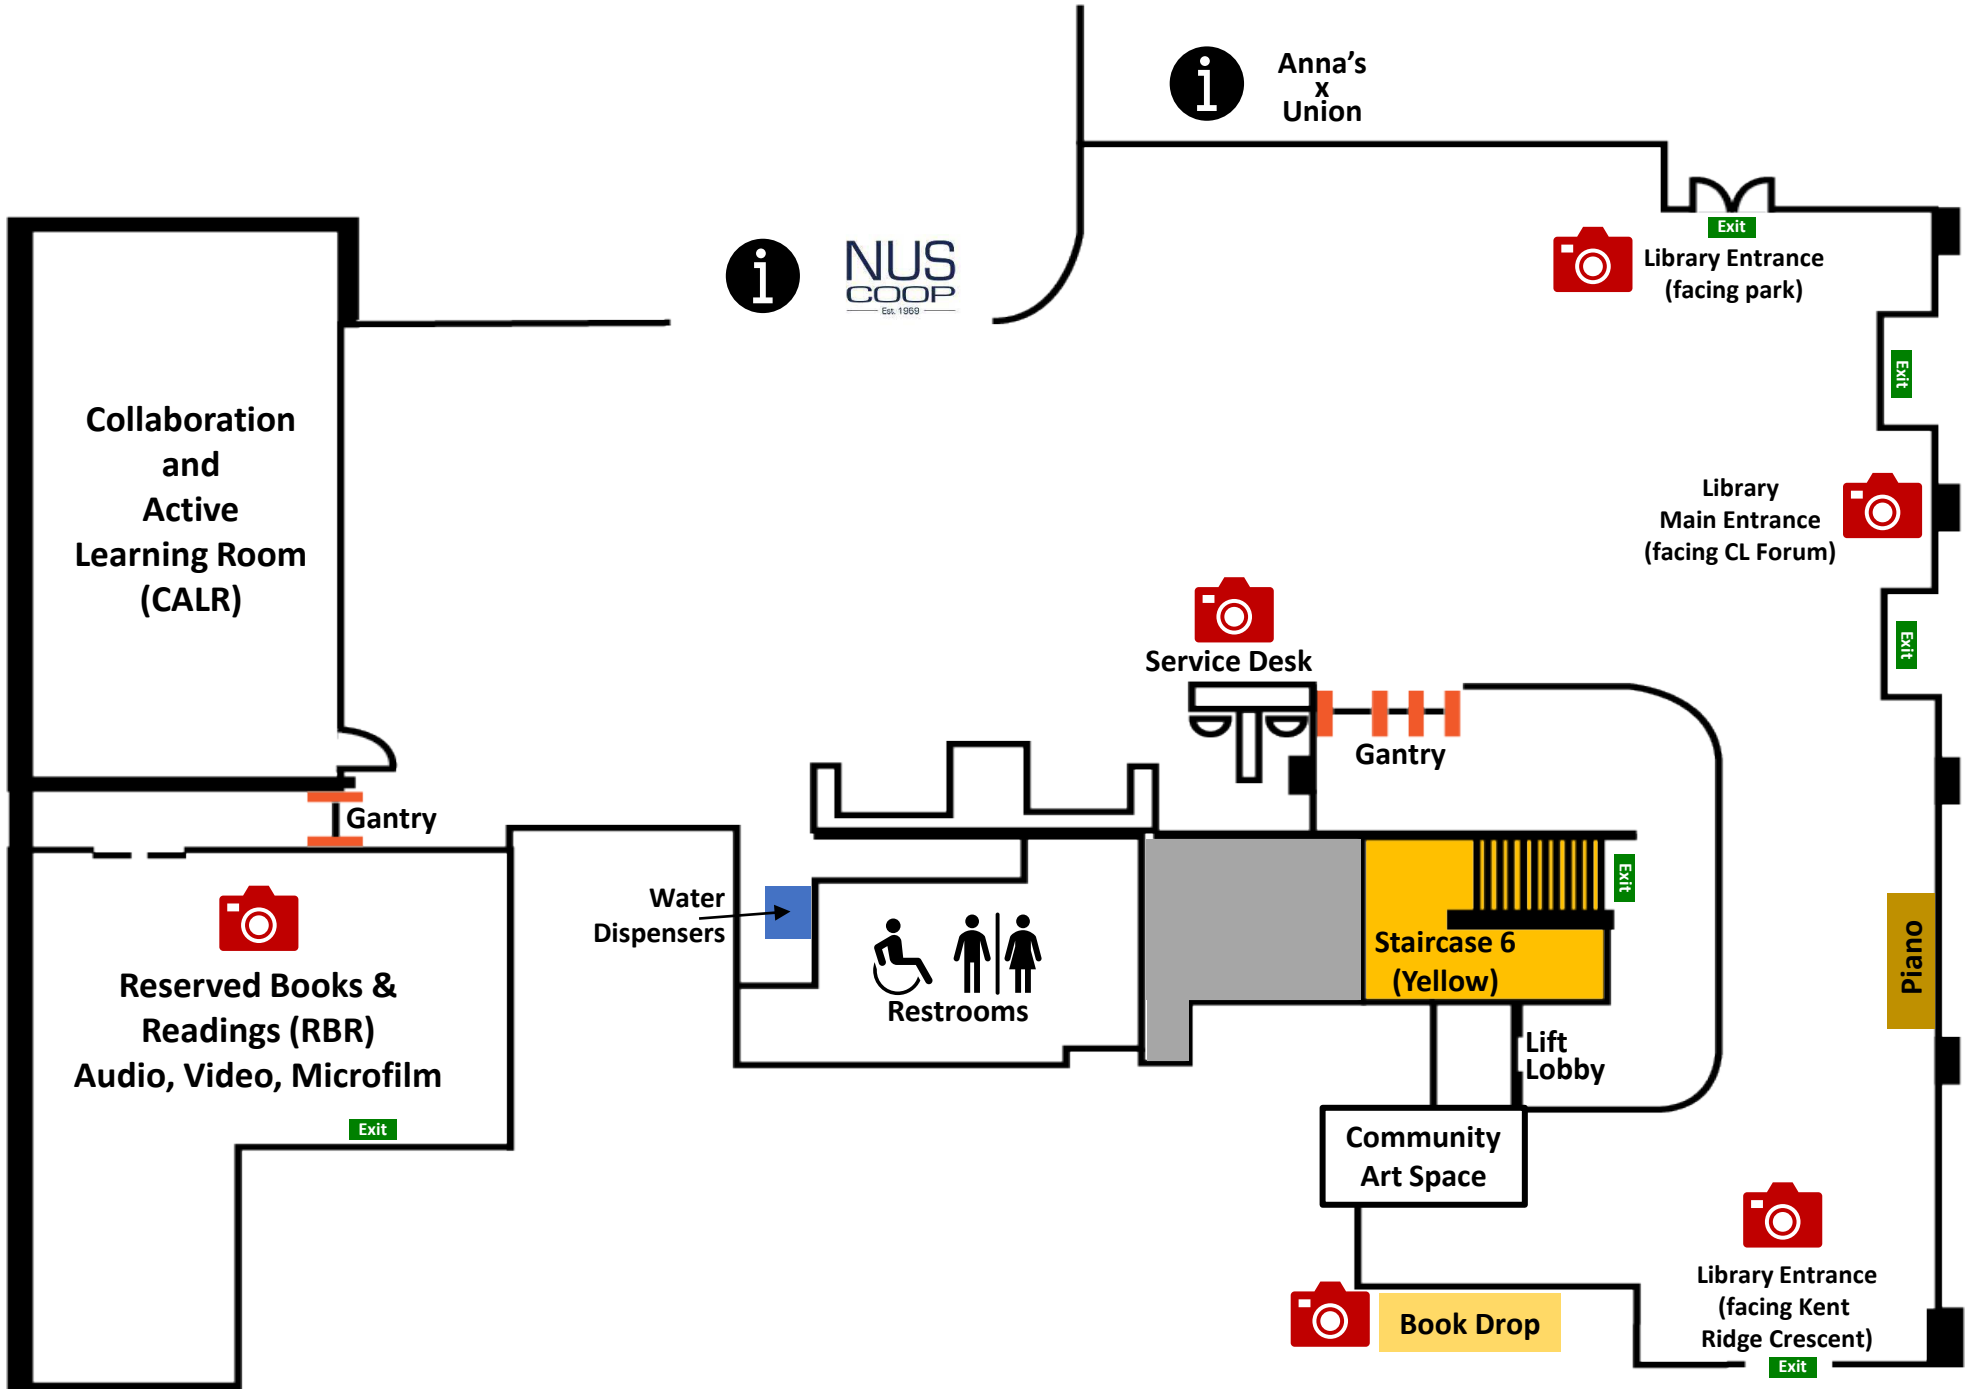 Anna's
x
Union
NUS
COOP
Est. 1969
Exit
Library Entrance
(facing park)
Exit
Collaboration
and
Active
Learning Room
(CALR)
Library
Main Entrance
(facing CL Forum)
Exit
Service Desk
Gantry
Gantry
Exit
Water
Dispensers
Restrooms
Staircase 6
(Yellow)
Piano
Reserved Books &
Readings (RBR)
Audio, Video, Microfilm
Exit
Lift
Lobby
Community
Art Space
Library Entrance
(facing Kent
Ridge Crescent)
Exit
Book Drop